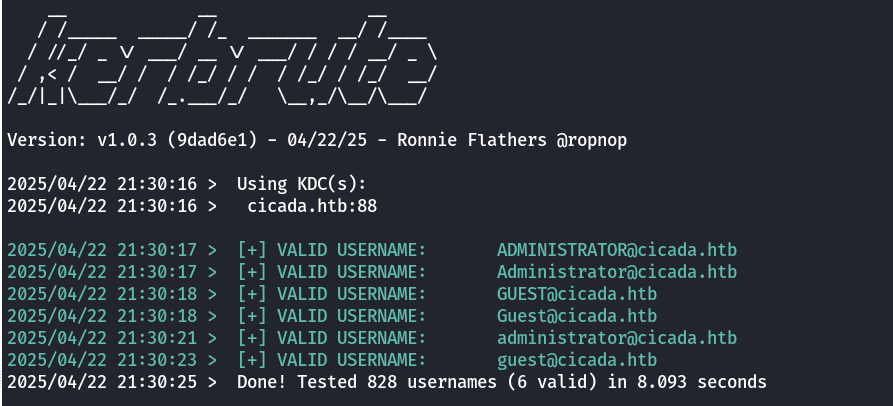 kerbrute
Version: v1.0.3 (9dad6e1) - 04/22/25 - Ronnie Flathers @ropnop
2025/04/22 21:30:16 >  Using KDC(s):
2025/04/22 21:30:16 >   cicada.htb:88
2025/04/22 21:30:17 >  [+] VALID USERNAME:       ADMINISTRATOR@cicada.htb
2025/04/22 21:30:17 >  [+] VALID USERNAME:       Administrator@cicada.htb
2025/04/22 21:30:18 >  [+] VALID USERNAME:       GUEST@cicada.htb
2025/04/22 21:30:18 >  [+] VALID USERNAME:       Guest@cicada.htb
2025/04/22 21:30:21 >  [+] VALID USERNAME:       administrator@cicada.htb
2025/04/22 21:30:23 >  [+] VALID USERNAME:       guest@cicada.htb
2025/04/22 21:30:25 >  Done! Tested 828 usernames (6 valid) in 8.093 seconds